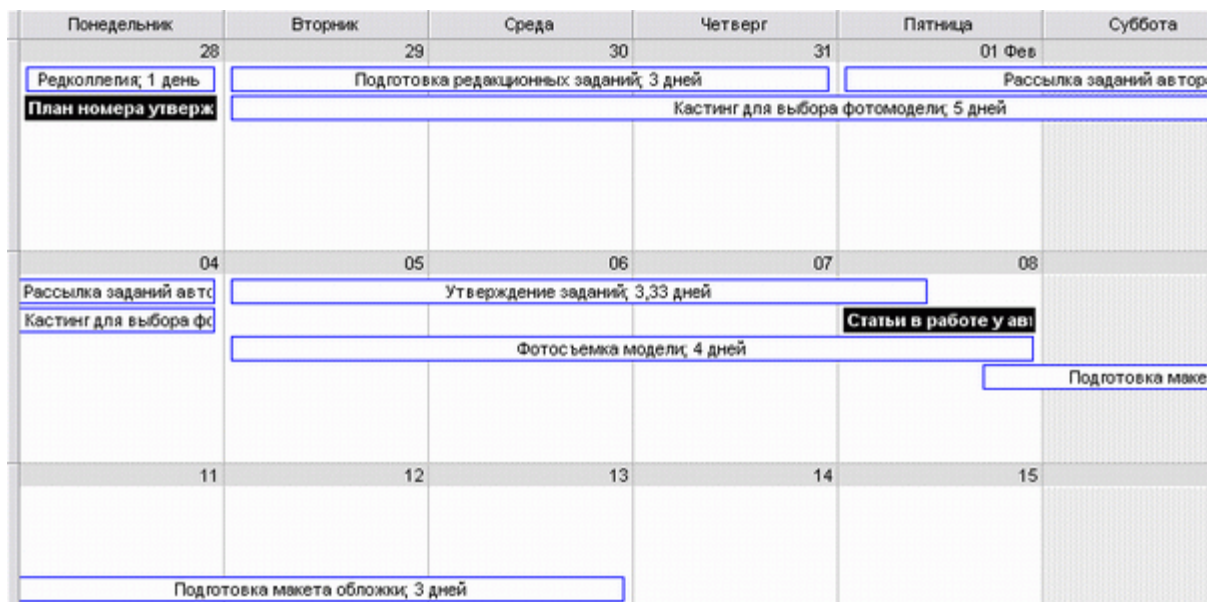 Понедельник Вторник Среда Четверг Пятница Суббота
28 29 30 31 01 Фев
Редколлегия; 1 день Подготовка редакционных заданий; 3 дней Рассылка заданий автор
План номера утверж Кастинг для выбора фотомодели; 5 дней
04 05 06 07 08
Рассылка заданий авто Утверждение заданий; 3,33 дней
Кастинг для выбора фо Статьи в работе у авт
Фотосъемка модели; 4 дней
Подготовка маке
11 12 13 14 15
Подготовка макета обложки; 3 дней